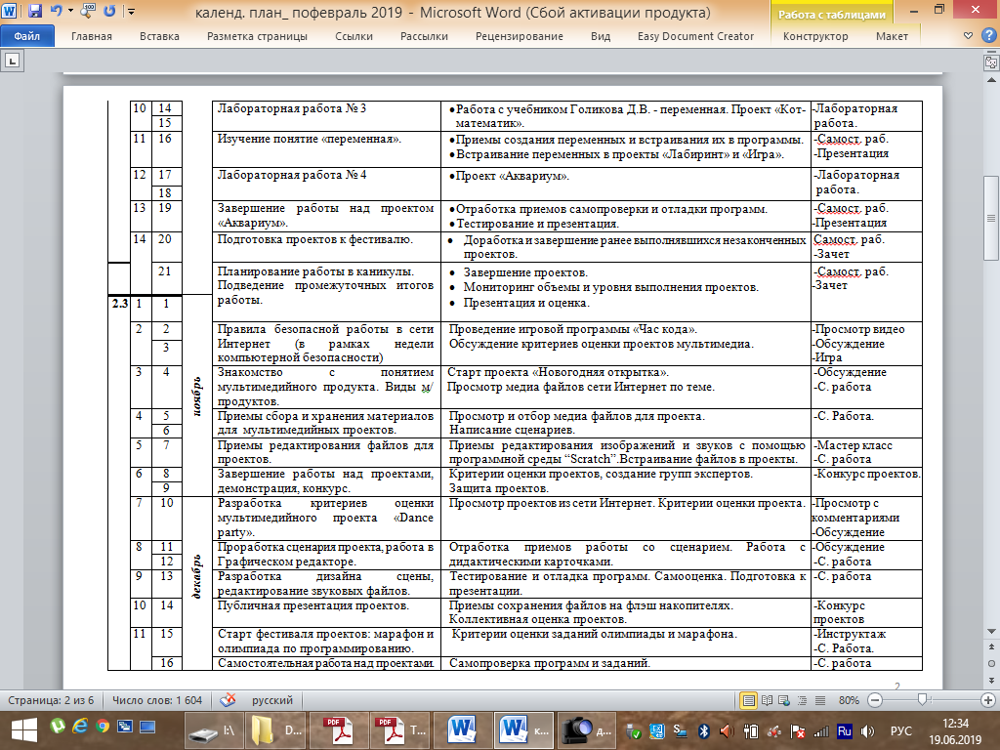 календ. план_ пофевраль 2019 - Microsoft Word (Сбой активации продукта)
Работа с таблицами
Файл Главная Вставка Разметка страницы Ссылки Рассылки Рецензирование Вид Easy Document Creator Конструктор Макет
10 14 Лабораторная работа № 3 • Работа с учебником Голикова Д.В. - переменная. Проект «Кот- -Лабораторная
15 математик». работа.
11 16 Изучение понятие «переменная». • Приемы создания переменных и встраивания их в программы. -Самост. раб.
• Встраивание переменных в проекты «Лабиринт» и «Игра». -Презентация
12 17 Лабораторная работа № 4 • Проект «Аквариум». -Лабораторная
18 работа.
13 19 Завершение работы над проектом • Отработка приемов самопроверки и отладки программ. -Самост. раб.
«Аквариум». • Тестирование и презентация. -Презентация
14 20 Подготовка проектов к фестивалю. • Доработка и завершение ранее выполнявшихся незаконченных Самост. раб.
проектов. -Зачет
21 Планирование работы в каникулы. • Завершение проектов. -Самост. раб.
Подведение промежуточных итогов • Мониторинг объемы и уровня выполнения проектов. -Зачет
2.3 1 1 работы. • Презентация и оценка.
ноябрь
2 2 Правила безопасной работы в сети Проведение игровой программы «Час кода». -Просмотр видео
3 Интернет (в рамках недели Обсуждение критериев оценки проектов мультимедиа. -Обсуждение
компьютерной безопасности) -Игра
3 4 Знакомство с понятием Старт проекта «Новогодняя открытка». -Обсуждение
мультимедийного продукта. Виды м/ Просмотр медиа файлов сети Интернет по теме. -С. работа
продуктов.
4 5 Приемы сбора и хранения материалов Просмотр и отбор медиа файлов для проекта. -С. Работа.
6 для мультимедийных проектов. Написание сценариев.
5 7 Приемы редактирования файлов для Приемы редактирования изображений и звуков с помощью -Мастер класс
проектов. программной среды “Scratch”.Встраивание файлов в проекты. -С. работа
6 8 Завершение работы над проектами, Критерии оценки проектов, создание групп экспертов. -Конкурс проектов.
9 демонстрация, конкурс. Защита проектов.
декабрь
7 10 Разработка критериев оценки Просмотр проектов из сети Интернет. Критерии оценки проекта. -Просмотр с
мультимедийного проекта «Dance комментариями
party». -Обсуждение
8 11 Проработка сценария проекта, работа в Отработка приемов работы со сценарием. Работа с -Обсуждение
12 Графическом редакторе. дидактическими карточками. -С. работа
9 13 Разработка дизайна сцены, Тестирование и отладка программ. Самооценка. Подготовка к -С. работа
редактирование звуковых файлов. презентации.
10 14 Публичная презентация проектов. Приемы сохранения файлов на флэш накопителях. -Конкурс
Коллективная оценка проектов. проектов
11 15 Старт фестиваля проектов: марафон и Критерии оценки заданий олимпиады и марафона. -Инструктаж
олимпиада по программированию. -С. Работа.
16 Самостоятельная работа над проектами. Самопроверка программ и заданий. -С. работа
2
Страница: 2 из 6 Число слов: 1 604 русский 80%
I:\ D... T... к... д... Ru РУС 12:34
19.06.2019